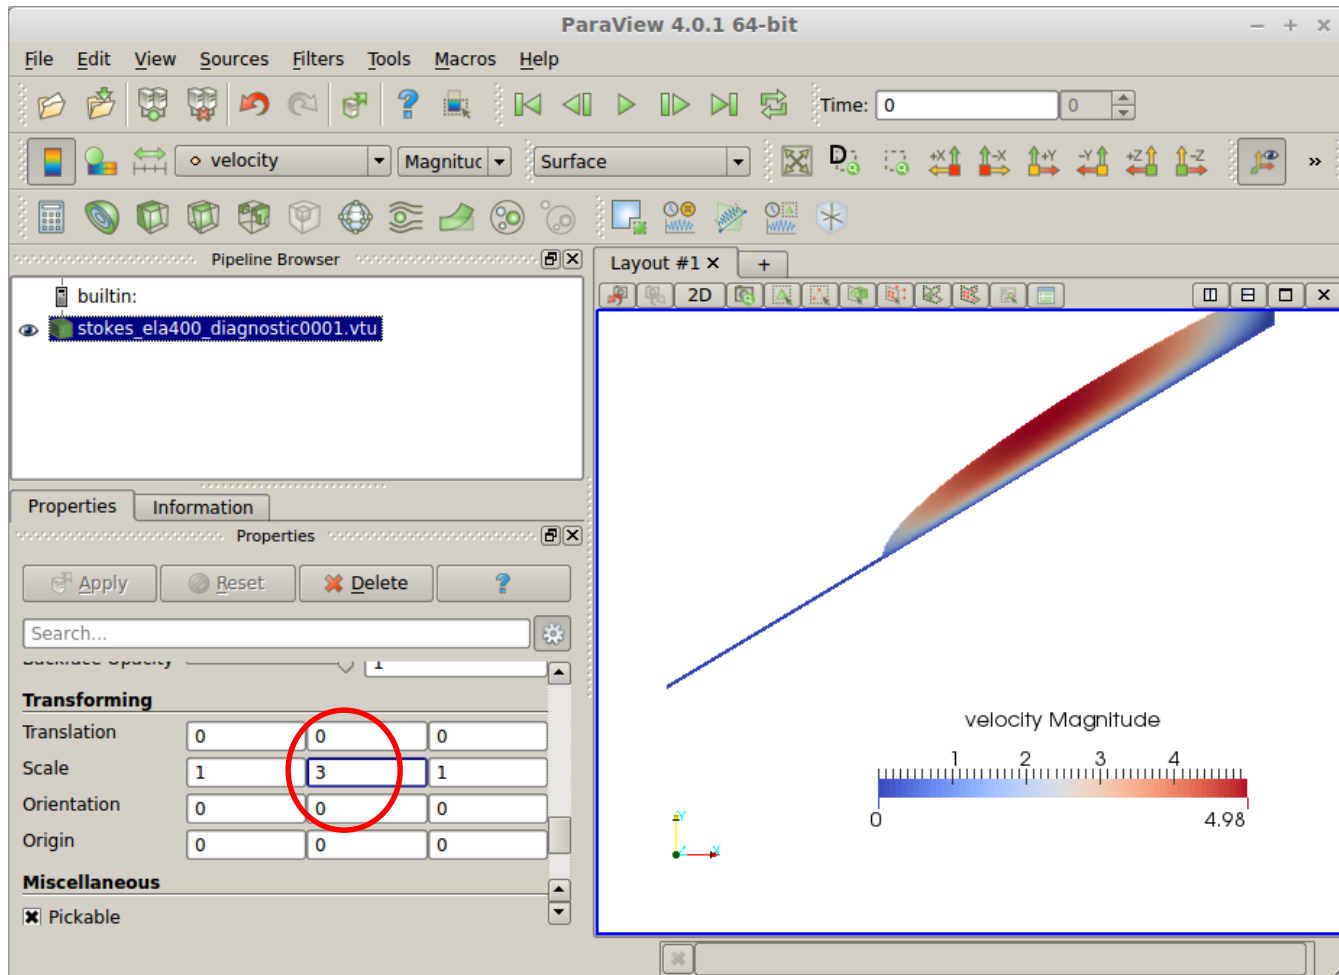 ParaView 4.0.1 64-bit
File Edit View Sources Filters Tools Macros Help
Time: 0 0
velocity Magnituc Surface
+X -X +Y -Y +Z -Z »
Pipeline Browser
builtin:
stokes_ela400_diagnostic0001.vtu
Properties Information
Properties
Apply Reset Delete ?
Search...
Backface Opacity 1
Transforming
Translation 0 0 0
Scale 1 3 1
Orientation 0 0 0
Origin 0 0 0
Miscellaneous
Pickable
Layout #1 +
2D
velocity Magnitude
1 2 3 4
0 4.98
Y
Z X